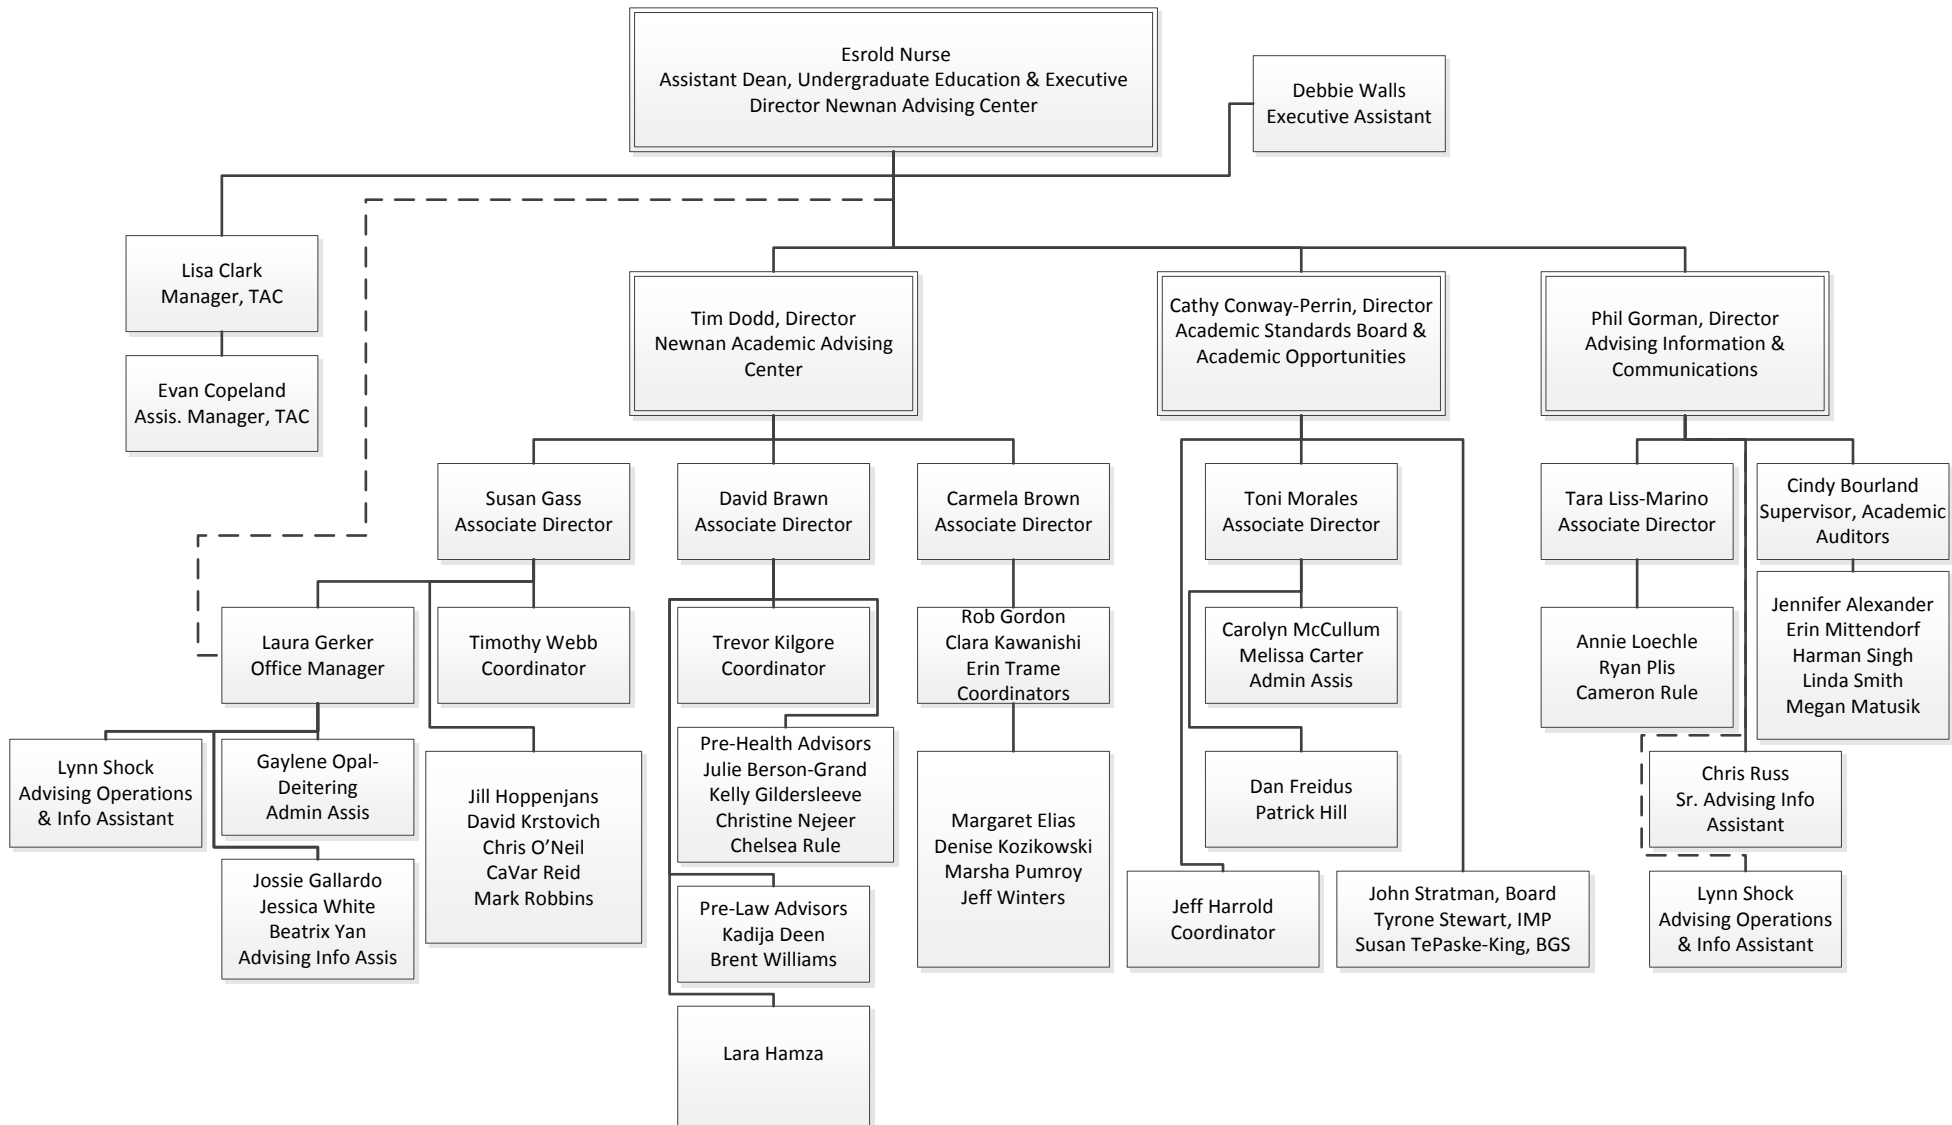 Esrold Nurse
Assistant Dean, Undergraduate Education & Executive
Director Newnan Advising Center
Debbie Walls
Executive Assistant
Lisa Clark
Manager, TAC
Evan Copeland
Assis. Manager, TAC
Tim Dodd, Director
Newnan Academic Advising
Center
Cathy Conway-Perrin, Director
Academic Standards Board &
Academic Opportunities
Phil Gorman, Director
Advising Information &
Communications
Susan Gass
Associate Director
David Brawn
Associate Director
Carmela Brown
Associate Director
Toni Morales
Associate Director
Tara Liss-Marino
Associate Director
Cindy Bourland
Supervisor, Academic
Auditors
Laura Gerker
Office Manager
Timothy Webb
Coordinator
Trevor Kilgore
Coordinator
Rob Gordon
Clara Kawanishi
Erin Trame
Coordinators
Carolyn McCullum
Melissa Carter
Admin Assis
Annie Loechle
Ryan Plis
Cameron Rule
Jennifer Alexander
Erin Mittendorf
Harman Singh
Linda Smith
Megan Matusik
Lynn Shock
Advising Operations
& Info Assistant
Gaylene Opal-
Deitering
Admin Assis
Jill Hoppenjans
David Krstovich
Chris O’Neil
CaVar Reid
Mark Robbins
Pre-Health Advisors
Julie Berson-Grand
Kelly Gildersleeve
Christine Nejeer
Chelsea Rule
Margaret Elias
Denise Kozikowski
Marsha Pumroy
Jeff Winters
Dan Freidus
Patrick Hill
Chris Russ
Sr. Advising Info
Assistant
Jossie Gallardo
Jessica White
Beatrix Yan
Advising Info Assis
Pre-Law Advisors
Kadija Deen
Brent Williams
Jeff Harrold
Coordinator
John Stratman, Board
Tyrone Stewart, IMP
Susan TePaske-King, BGS
Lynn Shock
Advising Operations
& Info Assistant
Lara Hamza